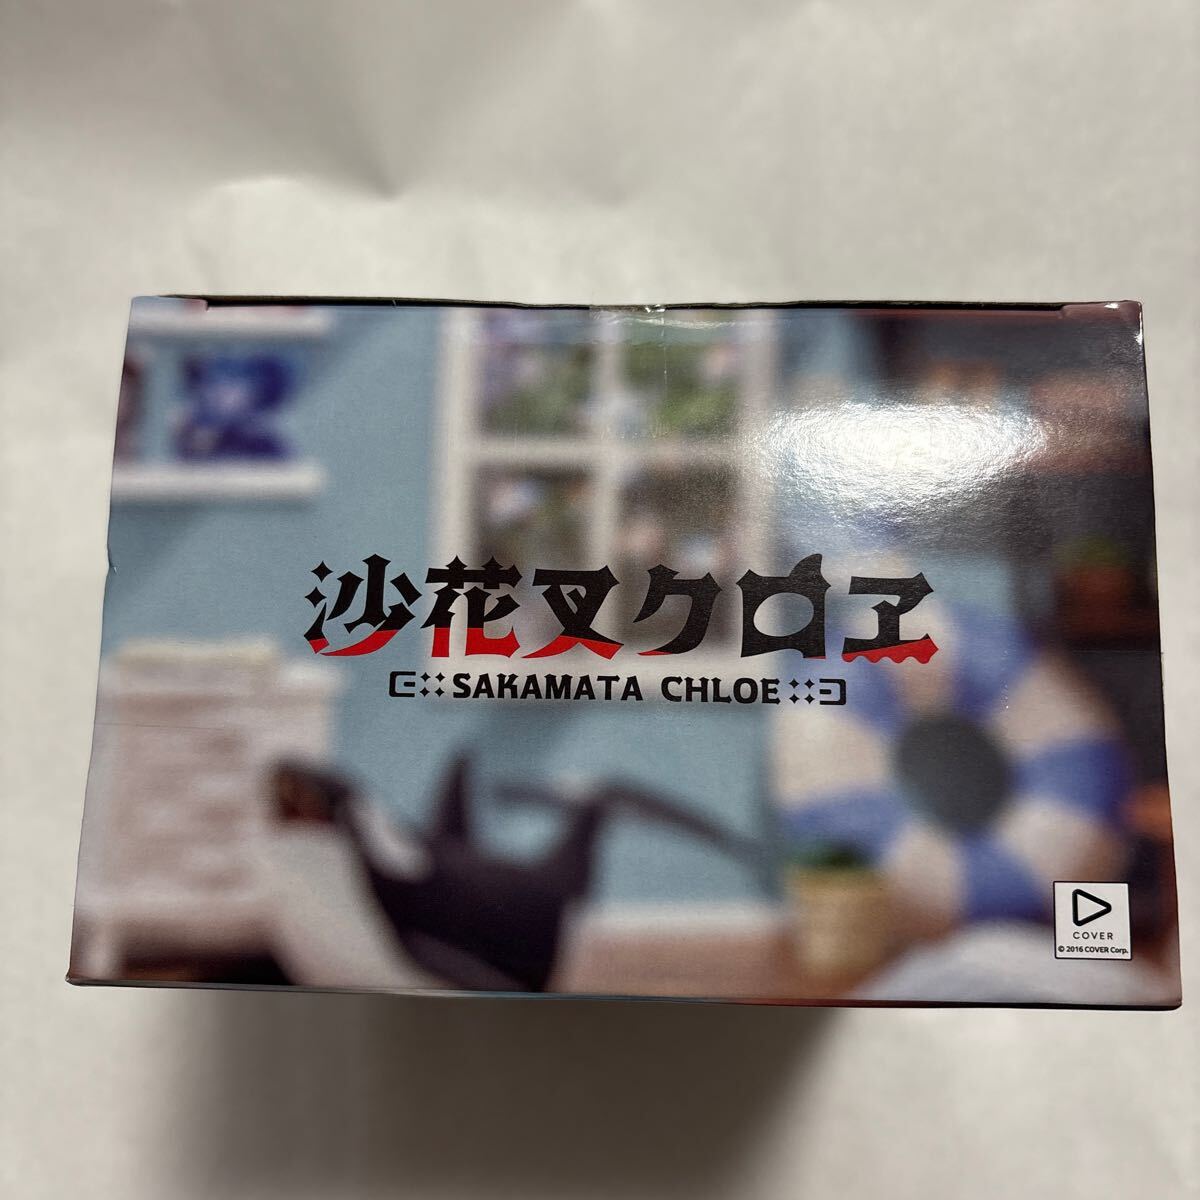 沙花叉クロヱ
SAKAMATA CHLOE
COVER
© 2016 COVER Corp.